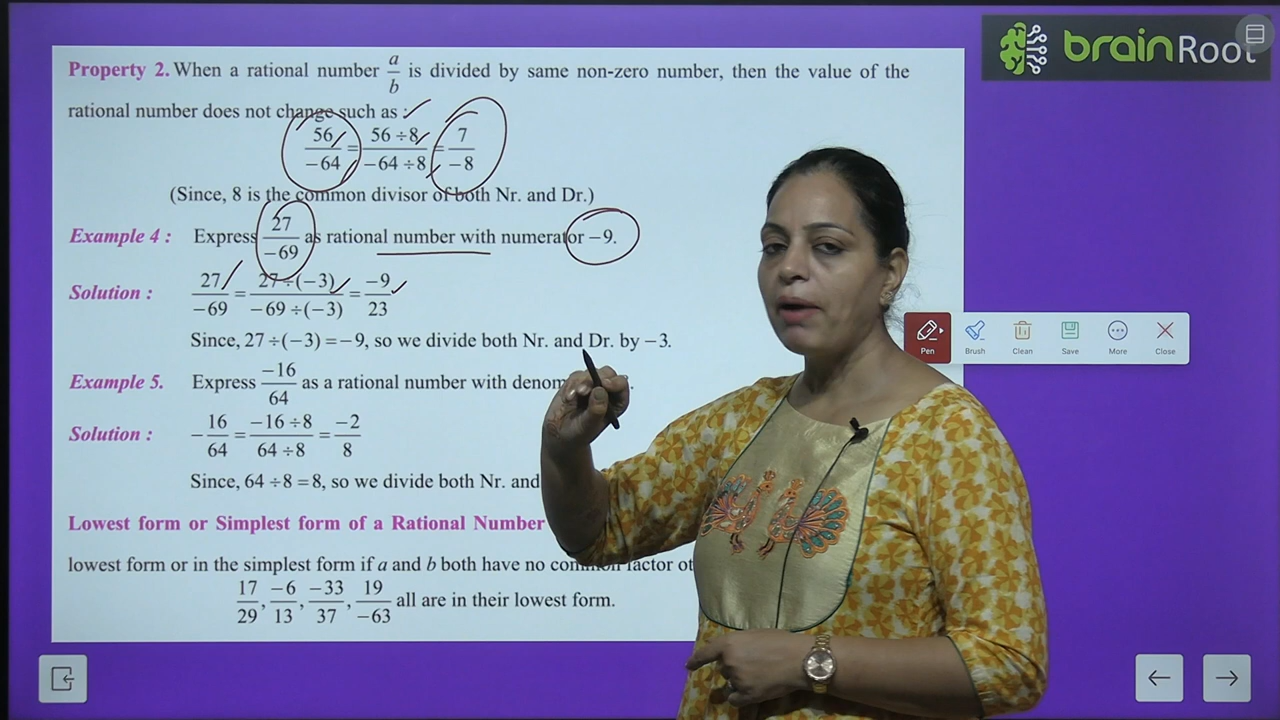 brainRoot
Property 2. When a rational number a/b is divided by same non-zero number, then the value of the
rational number does not change such as :
56/−64 = 56 ÷8/−64 ÷8 = 7/−8
(Since, 8 is the common divisor of both Nr. and Dr.)
Example 4 : Express 27/−69 as rational number with numerator −9.
Solution : 27/−69 = 27 ÷(−3)/−69 ÷(−3) = −9/23
Since, 27 ÷(−3) = −9, so we divide both Nr. and Dr. by −3.
Example 5. Express −16/64 as a rational number with
Solution : −16/64 = −16 ÷8/64 ÷8 = −2/8
Since, 64 ÷8 = 8, so we divide both Nr. and
Lowest form or Simplest form of a Rational Number
lowest form or in the simplest form if a and b both have no common factor
17/29, −6/13, −33/37, 19/−63 all are in their lowest form.
Pen Brush Clean Save More Close